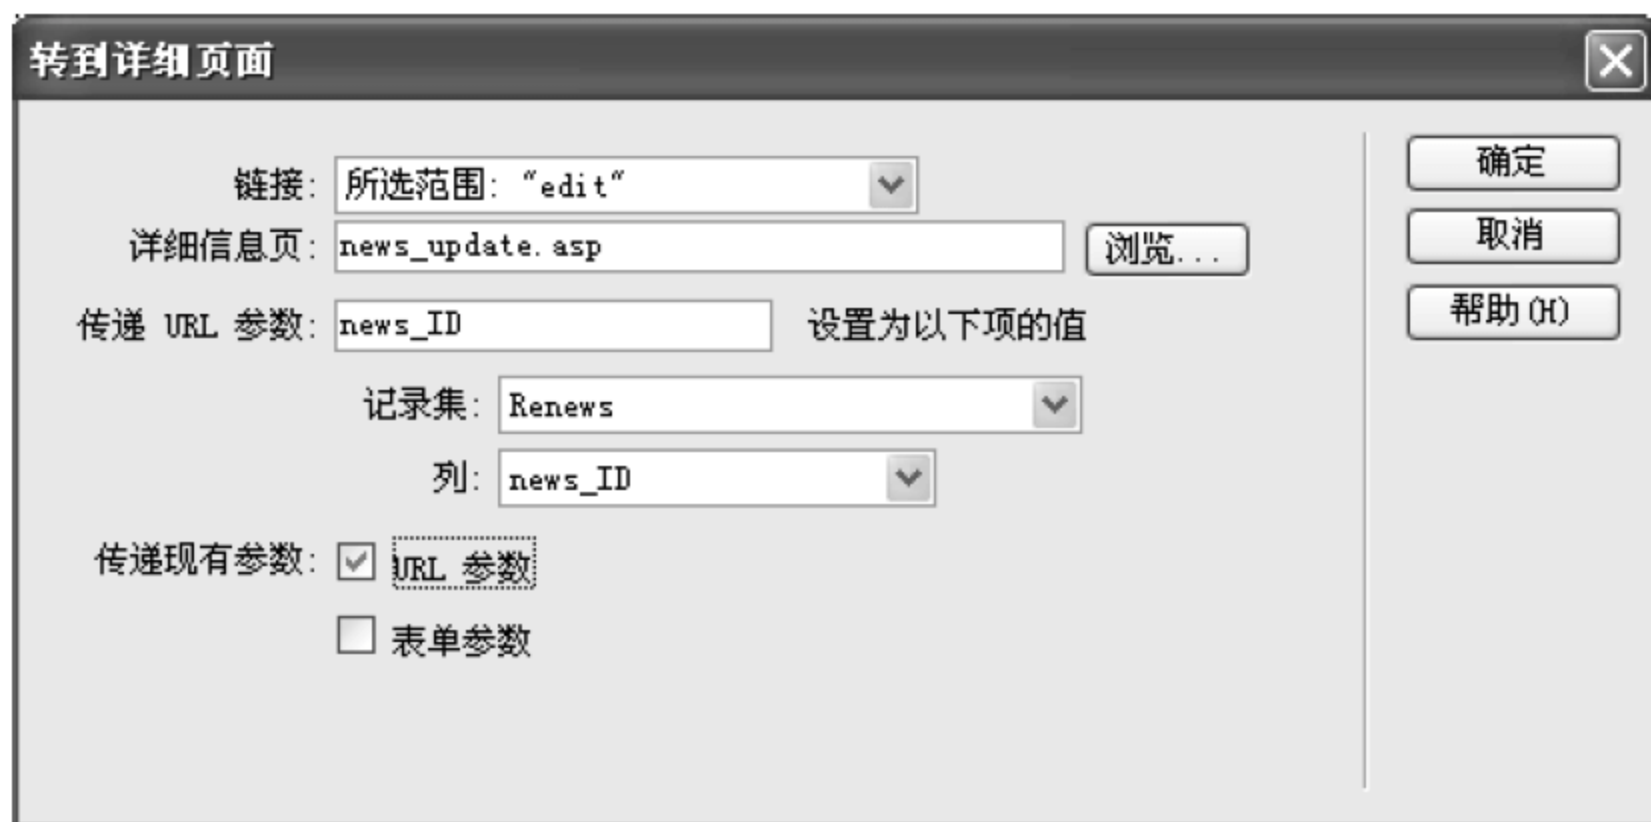 转到详细页面
链接: 所选范围: "edit"
确定
详细信息页: news_update.asp 浏览...
取消
传递 URL 参数: news_ID 设置为以下项的值
帮助(H)
记录集: Renews
列: news_ID
传递现有参数: URL 参数
表单参数